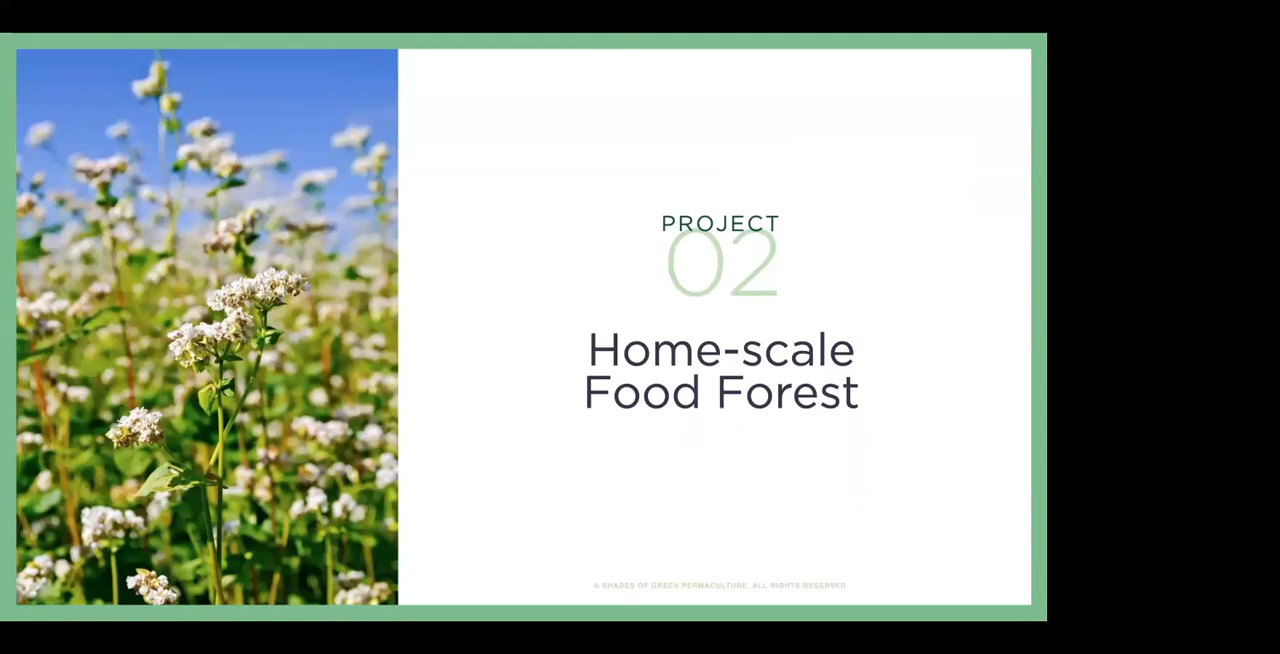 PROJECT
02
Home-scale
Food Forest
© SHADES OF GREEN PERMACULTURE. ALL RIGHTS RESERVED.